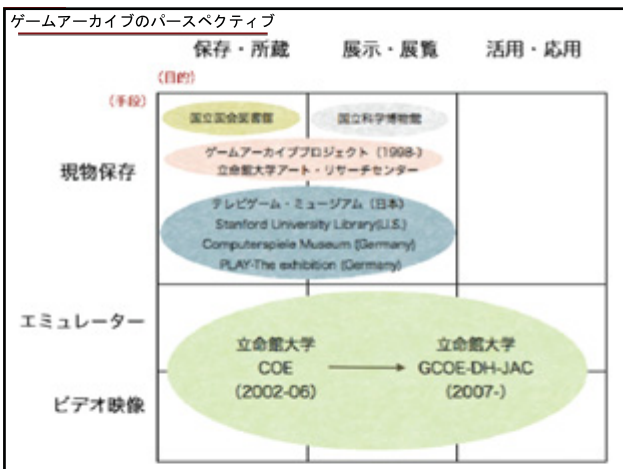 ゲームアーカイブのパースペクティブ
保存・所蔵 展示・展覧 活用・応用
(目的)
(手段)
国立国会図書館 国立科学博物館
現物保存
ゲームアーカイブプロジェクト（1998-）
立命館大学アート・リサーチセンター
テレビゲーム・ミュージアム（日本）
Stanford University Library(U.S.)
Computerspiele Museum (Germany)
PLAY-The exhibition (Germany)
エミュレーター
立命館大学 立命館大学
COE GCOE-DH-JAC
(2002-06) (2007-)
ビデオ映像